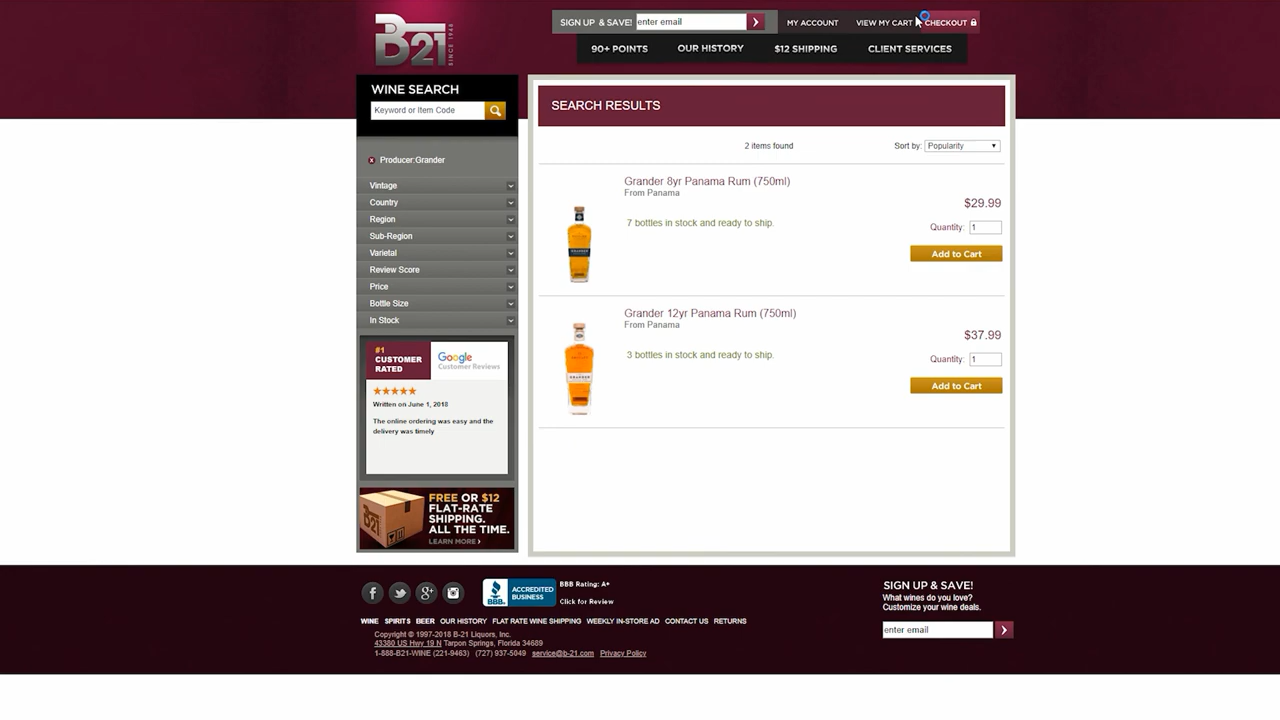 B21 SINCE 1948
SIGN UP & SAVE! enter email MY ACCOUNT VIEW MY CART CHECKOUT
90+ POINTS OUR HISTORY $12 SHIPPING CLIENT SERVICES
WINE SEARCH
Keyword or Item Code
Producer:Grander
Vintage
Country
Region
Sub-Region
Varietal
Review Score
Price
Bottle Size
In Stock
#1
CUSTOMER
RATED
Google
Customer Reviews
Written on June 1, 2018
The online ordering was easy and the
delivery was timely
B21
FREE OR $12
FLAT-RATE
SHIPPING.
ALL THE TIME.
LEARN MORE
SEARCH RESULTS
2 items found Sort by: Popularity
Grander 8yr Panama Rum (750ml)
From Panama
$29.99
7 bottles in stock and ready to ship.
Quantity: 1
Add to Cart
Grander 12yr Panama Rum (750ml)
From Panama
$37.99
3 bottles in stock and ready to ship.
Quantity: 1
Add to Cart
f g+ BBB ACCREDITED BUSINESS
BBB Rating: A+
Click for Review
WINE SPIRITS BEER OUR HISTORY FLAT RATE WINE SHIPPING WEEKLY IN-STORE AD CONTACT US RETURNS
Copyright © 1997-2018 B-21 Liquors, Inc.
43380 US Hwy 19 N Tarpon Springs, Florida 34689
1-888-B21-WINE (221-9463) (727) 937-5049 service@b-21.com Privacy Policy
SIGN UP & SAVE!
What wines do you love?
Customize your wine deals.
enter email